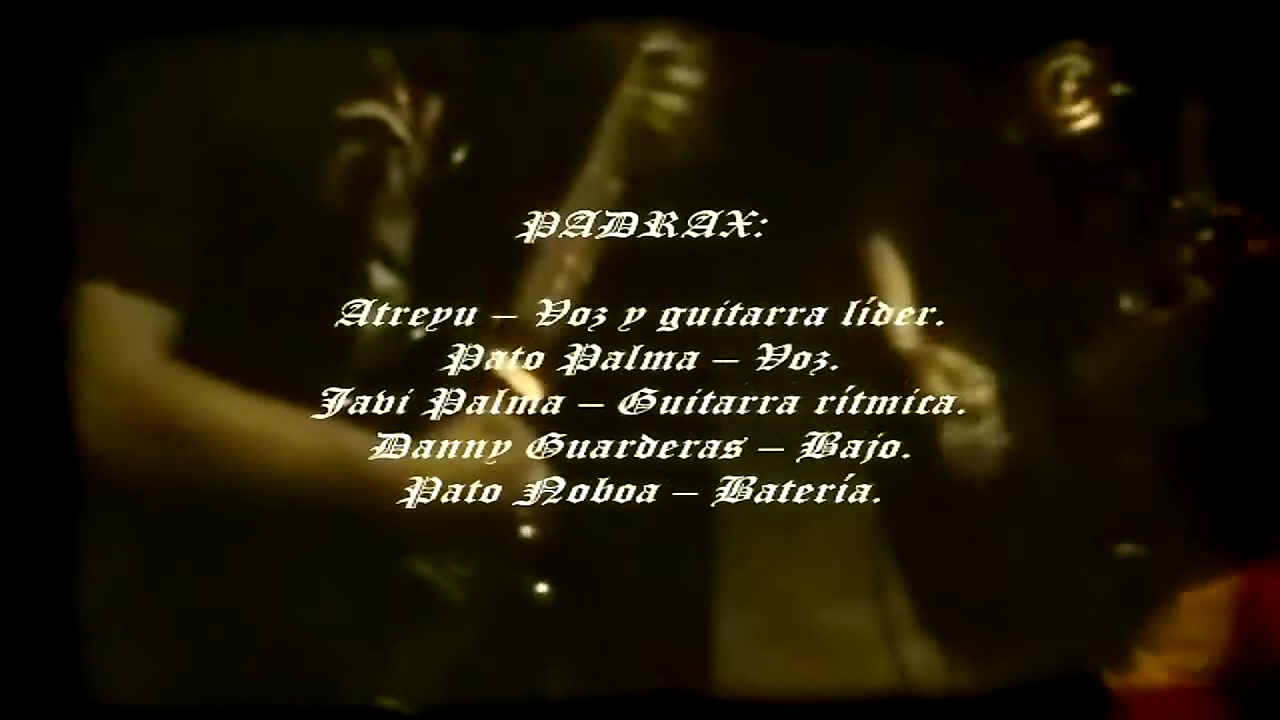 PADRAX:
Atreyu – Voz y guitarra líder.
Pato Palma – Voz.
Javi Palma – Guitarra rítmica.
Danny Guarderas – Bajo.
Pato Noboa – Batería.